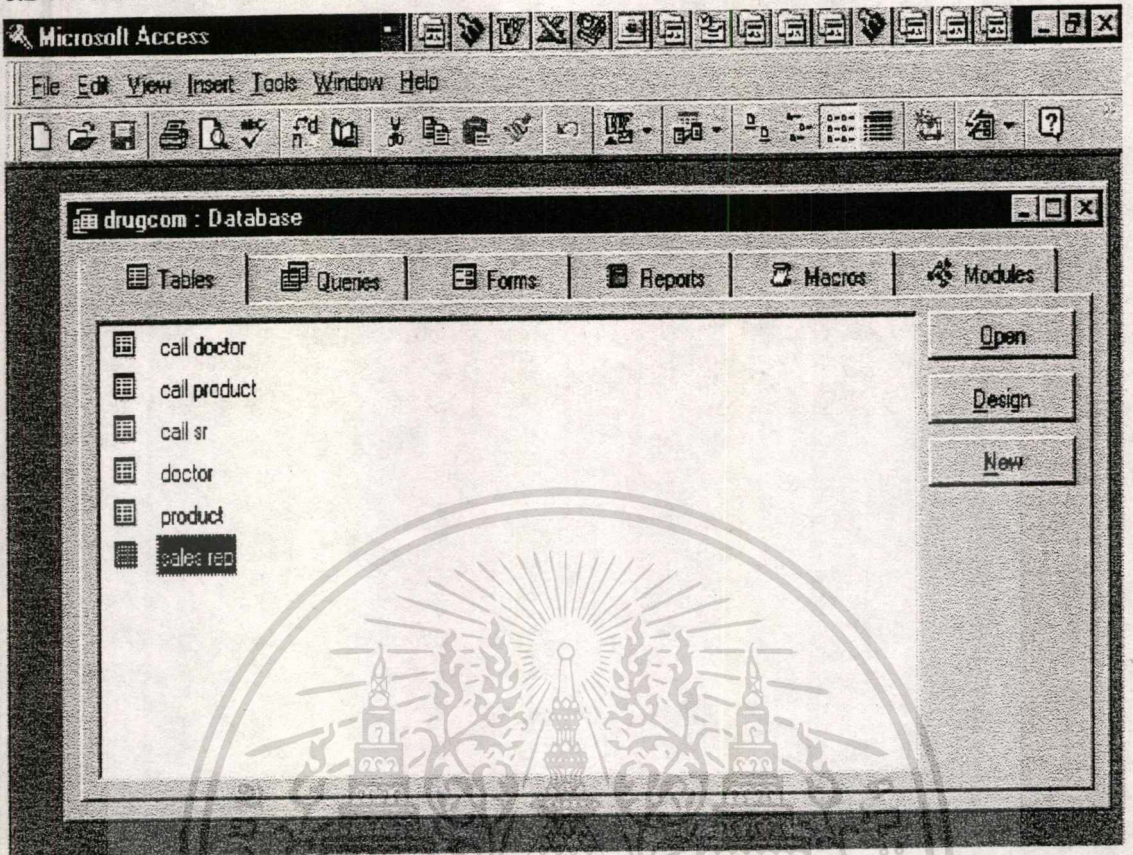 Microsoft Access
File Edit View Insert Tools Window Help
drugcom : Database
Tables Queries Forms Reports Macros Modules
call doctor
call product
call sr
doctor
product
sales rep
Open
Design
New